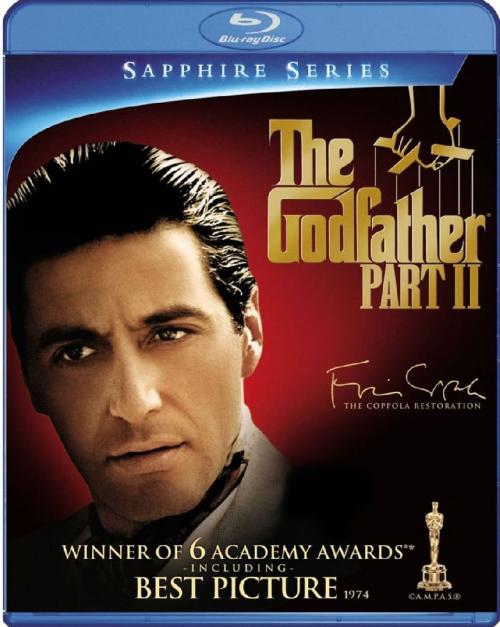 Blu-ray Disc
SAPPHIRE SERIES
The
Godfather®
PART II
THE COPPOLA RESTORATION
WINNER OF 6 ACADEMY AWARDS®*
-INCLUDING-
BEST PICTURE 1974
©A.M.P.A.S.®